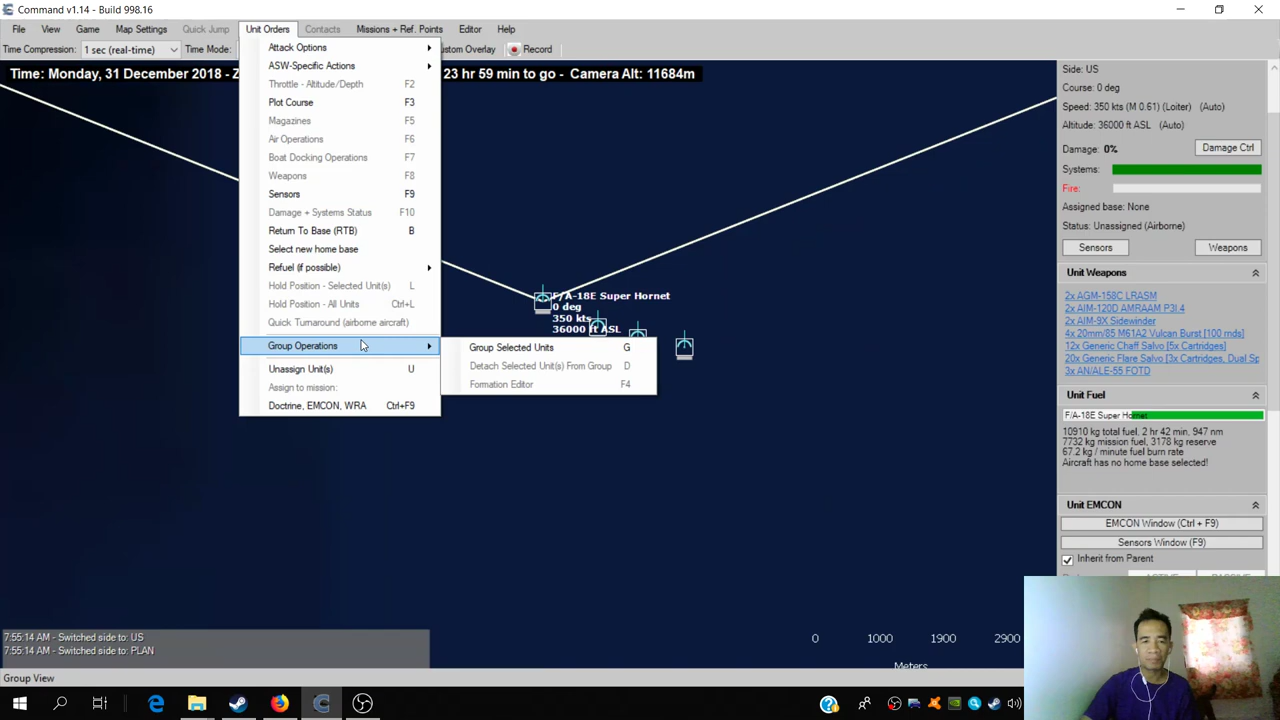 Command v1.14 - Build 998.16
File View Game Map Settings Quick Jump Unit Orders Contacts Missions + Ref. Points Editor Help
Time Compression: 1 sec (real-time) Time Mode: ustom Overlay Record
Time: Monday, 31 December 2018 - Z 23 hr 59 min to go - Camera Alt: 11684m
Attack Options
ASW-Specific Actions
Throttle - Altitude/Depth F2
Plot Course F3
Magazines F5
Air Operations F6
Boat Docking Operations F7
Weapons F8
Sensors F9
Damage + Systems Status F10
Return To Base (RTB) B
Select new home base
Refuel (if possible)
Hold Position - Selected Unit(s) L
Hold Position - All Units Ctrl+L
Quick Turnaround (airborne aircraft)
Group Operations
Unassign Unit(s) U
Assign to mission:
Doctrine, EMCON, WRA Ctrl+F9
Group Selected Units G
Detach Selected Unit(s) From Group D
Formation Editor F4
F/A-18E Super Hornet
0 deg
350 kts
36000 ft ASL
Side: US
Course: 0 deg
Speed: 350 kts (M 0.61) (Loiter) (Auto)
Altitude: 36000 ft ASL (Auto)
Damage: 0% Damage Ctrl
Systems:
Fire:
Assigned base: None
Status: Unassigned (Airborne)
Sensors Weapons
Unit Weapons
2x AGM-158C LRASM
2x AIM-120D AMRAAM P3I.4
2x AIM-9X Sidewinder
4x 20mm/85 M61A2 Vulcan Burst [100 rnds]
12x Generic Chaff Salvo [5x Cartridges]
20x Generic Flare Salvo [3x Cartridges, Dual Sp
3x AN/ALE-55 FOTD
Unit Fuel
F/A-18E Super Hornet
10910 kg total fuel, 2 hr 42 min, 947 nm
7732 kg mission fuel, 3178 kg reserve
67.2 kg / minute fuel burn rate
Aircraft has no home base selected!
Unit EMCON
EMCON Window (Ctrl + F9)
Sensors Window (F9)
Inherit from Parent
7:55:14 AM - Switched side to: US
7:55:14 AM - Switched side to: PLAN
0 1000 1900 2900
Meters
Group View